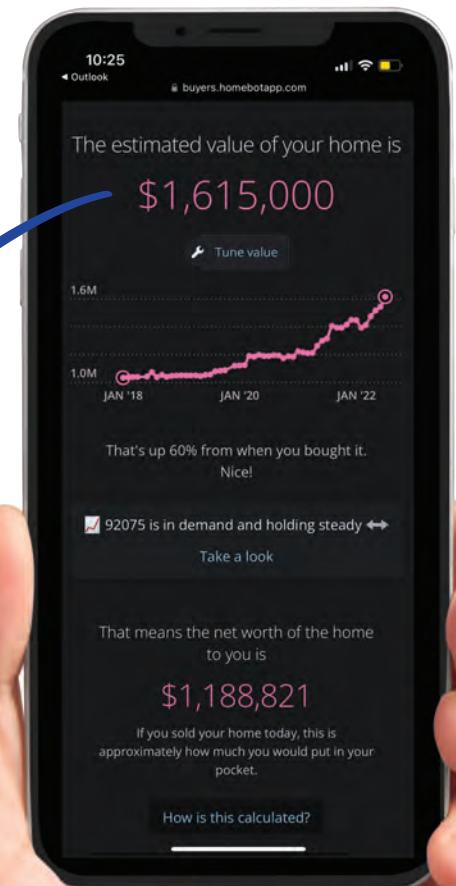 10:25
◄ Outlook
buyers.homebotapp.com
The estimated value of your home is
$1,615,000
Tune value
1.6M
1.0M
JAN '18 JAN '20 JAN '22
That's up 60% from when you bought it.
Nice!
📈 92075 is in demand and holding steady ↔
Take a look
That means the net worth of the home
to you is
$1,188,821
If you sold your home today, this is
approximately how much you would put in your
pocket.
How is this calculated?